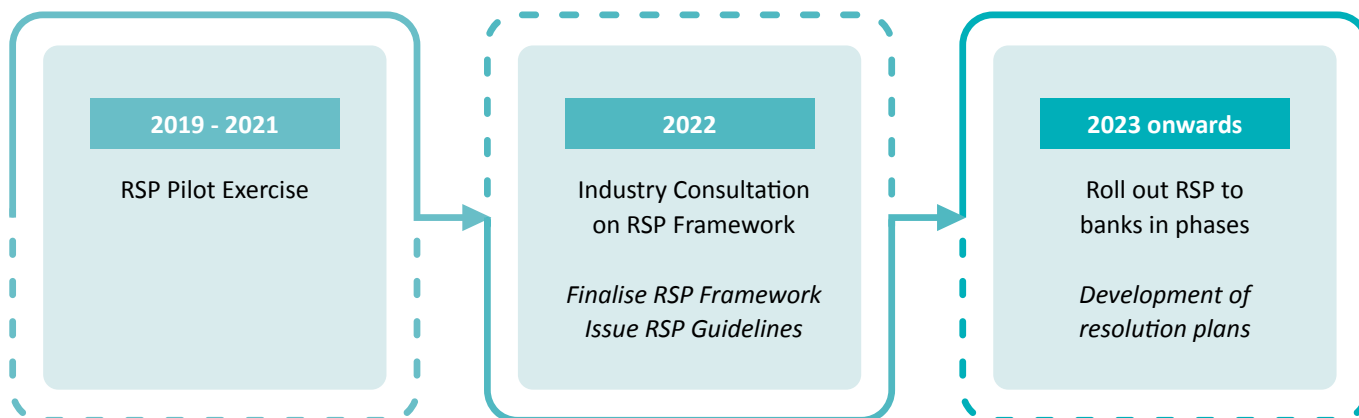 2019 - 2021
RSP Pilot Exercise
2022
Industry Consultation
on RSP Framework
Finalise RSP Framework
Issue RSP Guidelines
2023 onwards
Roll out RSP to
banks in phases
Development of
resolution plans